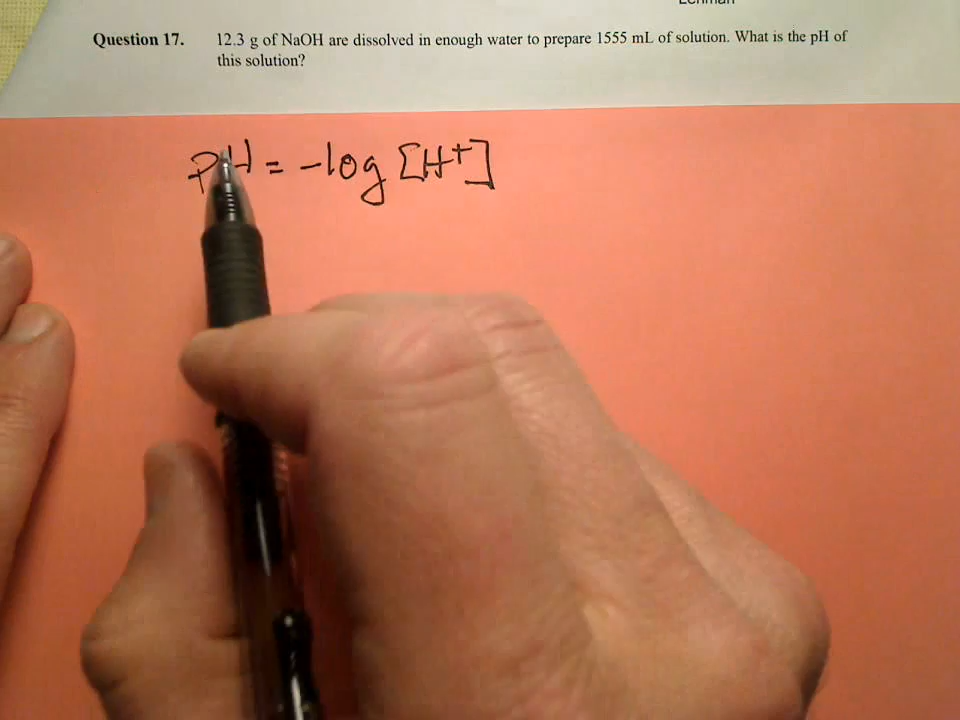 Lehman
Question 17. 12.3 g of NaOH are dissolved in enough water to prepare 1555 mL of solution. What is the pH of
this solution?
PH = -log [H+]